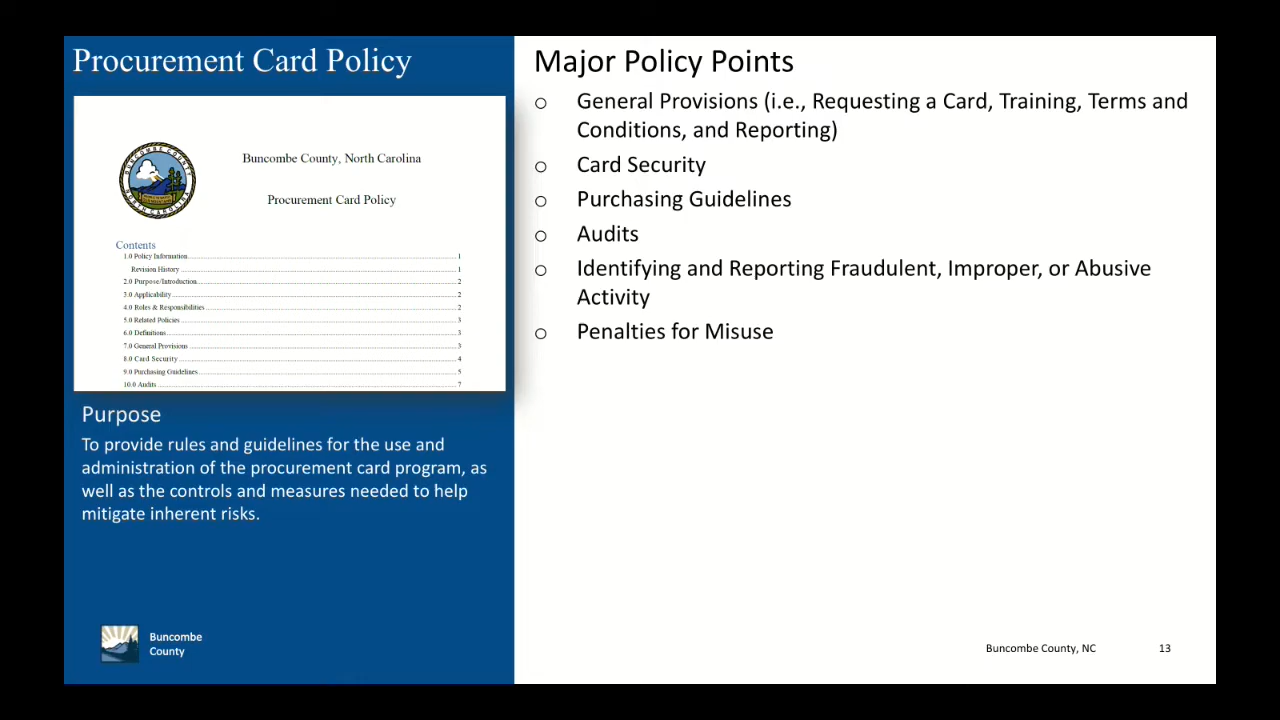 Procurement Card Policy
Buncombe County, North Carolina
Procurement Card Policy
Contents
1.0 Policy Information 1
Revision History 1
2.0 Purpose/Introduction 2
3.0 Applicability 2
4.0 Roles & Responsibilities 2
5.0 Related Policies 3
6.0 Definitions 3
7.0 General Provisions 3
8.0 Card Security 4
9.0 Purchasing Guidelines 5
10.0 Audits 7
Purpose
To provide rules and guidelines for the use and
administration of the procurement card program, as
well as the controls and measures needed to help
mitigate inherent risks.
Buncombe
County
Major Policy Points
o General Provisions (i.e., Requesting a Card, Training, Terms and
Conditions, and Reporting)
o Card Security
o Purchasing Guidelines
o Audits
o Identifying and Reporting Fraudulent, Improper, or Abusive
Activity
o Penalties for Misuse
Buncombe County, NC 13